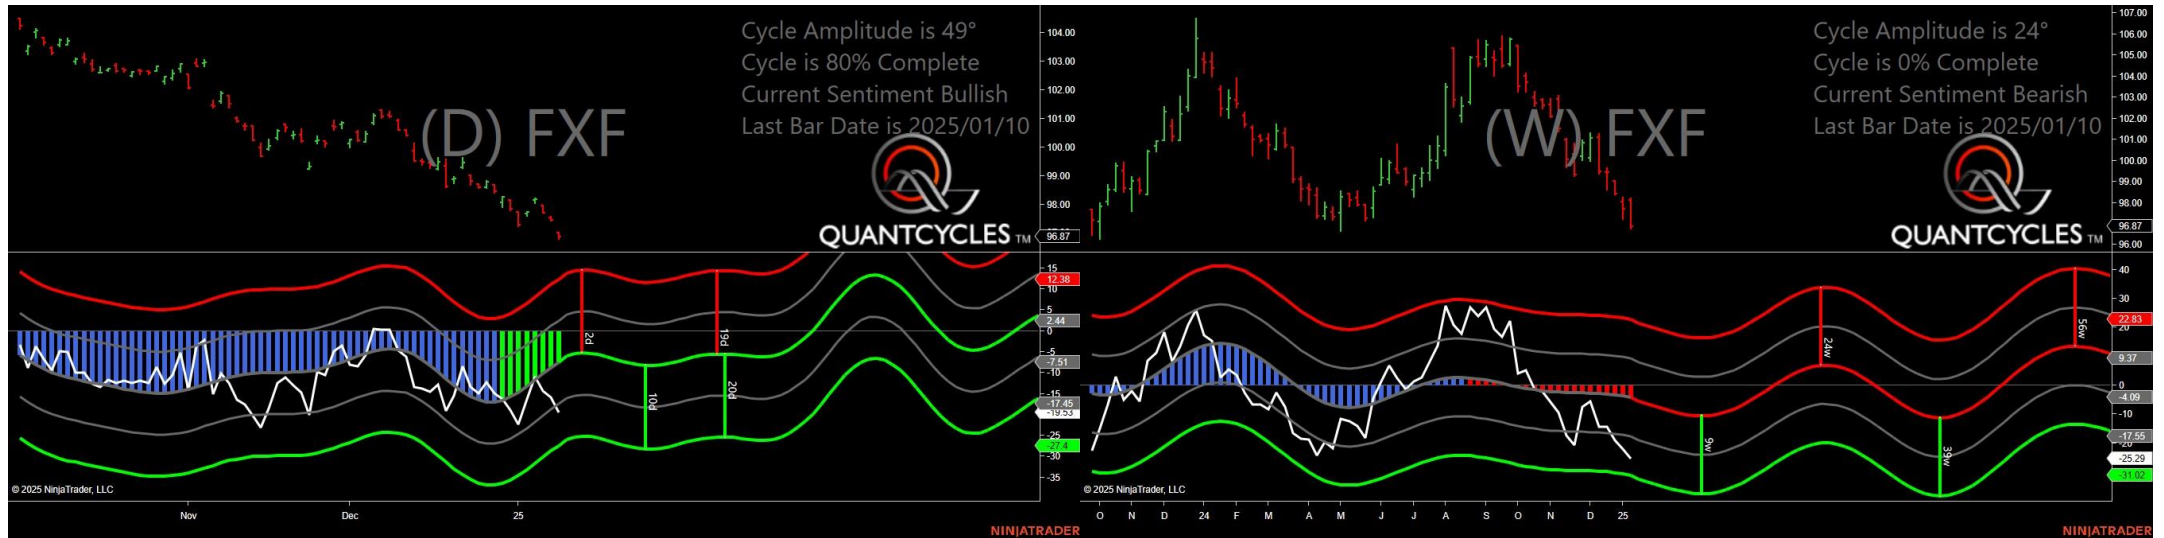 Cycle Amplitude is 49°
Cycle is 80% Complete
Current Sentiment Bullish
Last Bar Date is 2025/01/10
(D) FXF
QUANTCYCLES TM
104.00
103.00
102.00
101.00
100.00
99.00
98.00
96.87
15
12.38
10
5
2.44
0
-5
-7.51
-10
-15
-17.45
-19.53
-25
-27.4
-30
-35
2d
19d
10d
20d
© 2025 NinjaTrader, LLC
Nov
Dec
25
NINJATRADER
Cycle Amplitude is 24°
Cycle is 0% Complete
Current Sentiment Bearish
Last Bar Date is 2025/01/10
(W) FXF
QUANTCYCLES TM
107.00
106.00
105.00
104.00
103.00
102.00
101.00
100.00
99.00
98.00
96.87
96.00
40
30
22.83
20
9.37
0
-4.09
-10
-17.55
-25.29
-31.02
24w
56w
9w
39w
© 2025 NinjaTrader, LLC
O
N
D
24
F
M
A
M
J
J
A
S
O
N
D
25
NINJATRADER